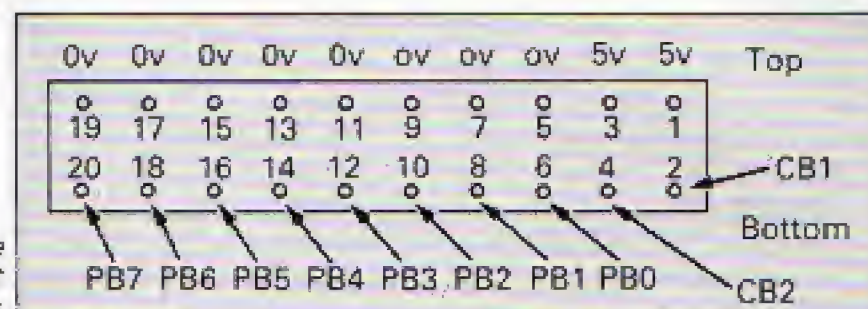 0v 0v 0v 0v 0v ov ov ov 5v 5v Top
19 17 15 13 11 9 7 5 3 1
20 18 16 14 12 10 8 6 4 2
CB1
Bottom
PB7 PB6 PB5 PB4 PB3 PB2 PB1 PB0
CB2